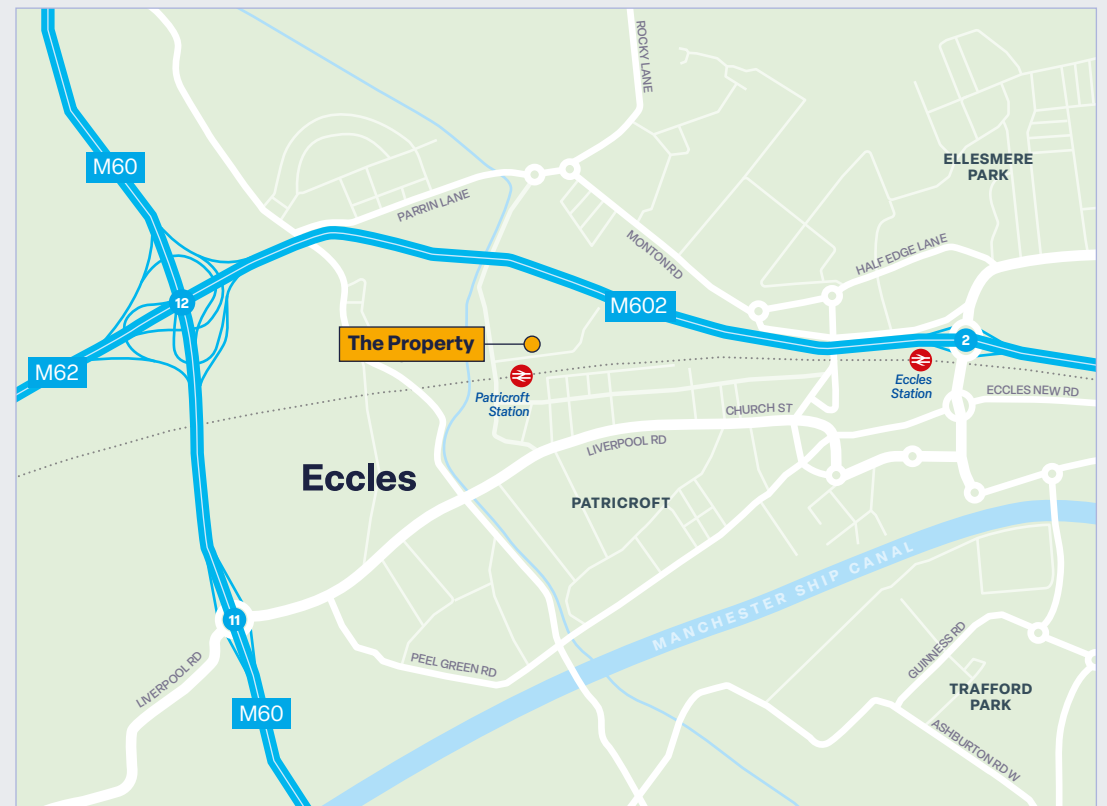 ROCKY LANE
M60
ELLESMERE
PARK
PARRIN LANE
MONTON RD
HALF EDGE LANE
12
M602
The Property
2
M62
Eccles
Station
Patricroft
Station
ECCLES NEW RD
CHURCH ST
LIVERPOOL RD
Eccles
PATRICROFT
MANCHESTER SHIP CANAL
11
GUINNESS RD
PEEL GREEN RD
LIVERPOOL RD
TRAFFORD
PARK
M60
ASHBURTON RD W